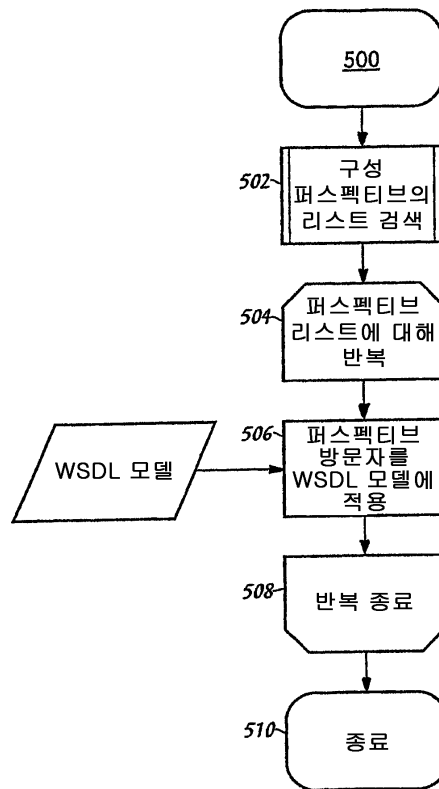 500
502
구성
퍼스펙티브의
리스트 검색
504
퍼스펙티브
리스트에 대해
반복
506
퍼스펙티브
방문자를
WSDL 모델에
적용
WSDL 모델
508
반복 종료
510
종료